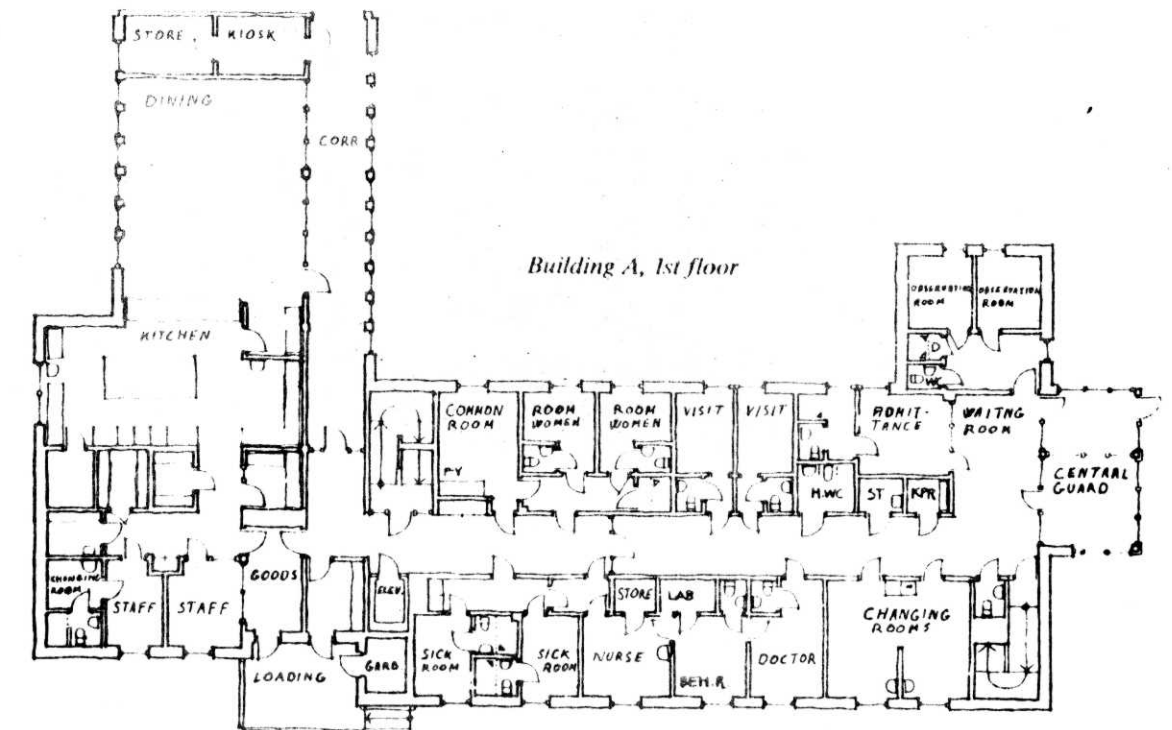 STORE
KIOSK
DINING
CORR
Building A, 1st floor
OBSERVATION
ROOM
OBSERVATION
ROOM
KITCHEN
D
WC
COMMON
ROOM
ROOM
WOMEN
ROOM
WOMEN
VISIT
VISIT
ADMIT-
TANCE
WAITNG
ROOM
CENTRAL
GUARD
H.WC
ST
KPR
CHANGING
ROOM
STAFF
STAFF
GOODS
ELEV.
STORE
LAB
CHANGING
ROOMS
SICK
ROOM
SICK
ROOM
NURSE
BEH.R
DOCTOR
LOADING
GARB